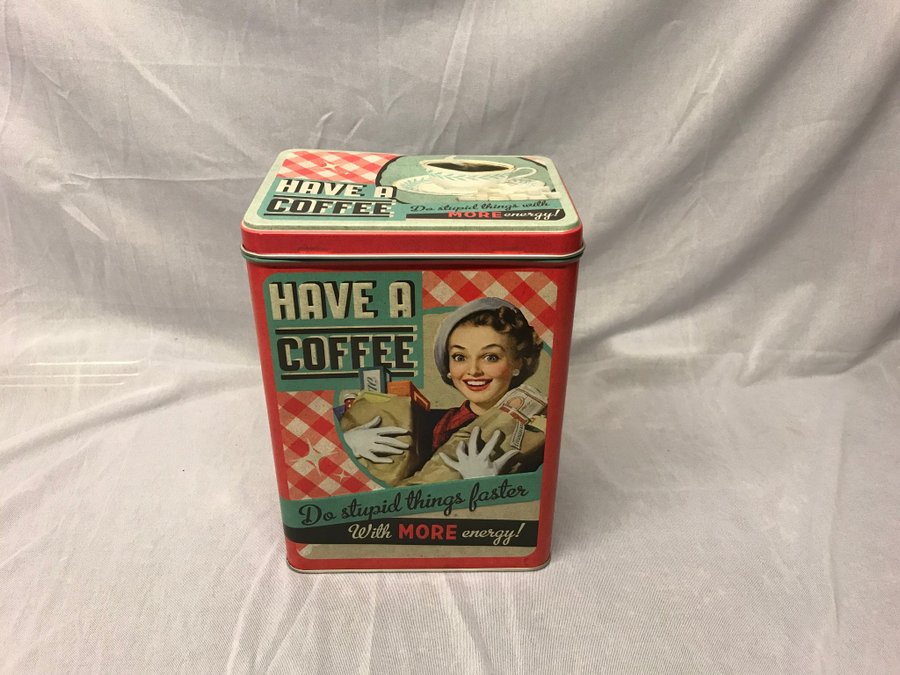 HAVE A
COFFEE
Do stupid things with
MORE energy!
HAVE A
COFFEE
Do stupid things faster
With MORE energy!